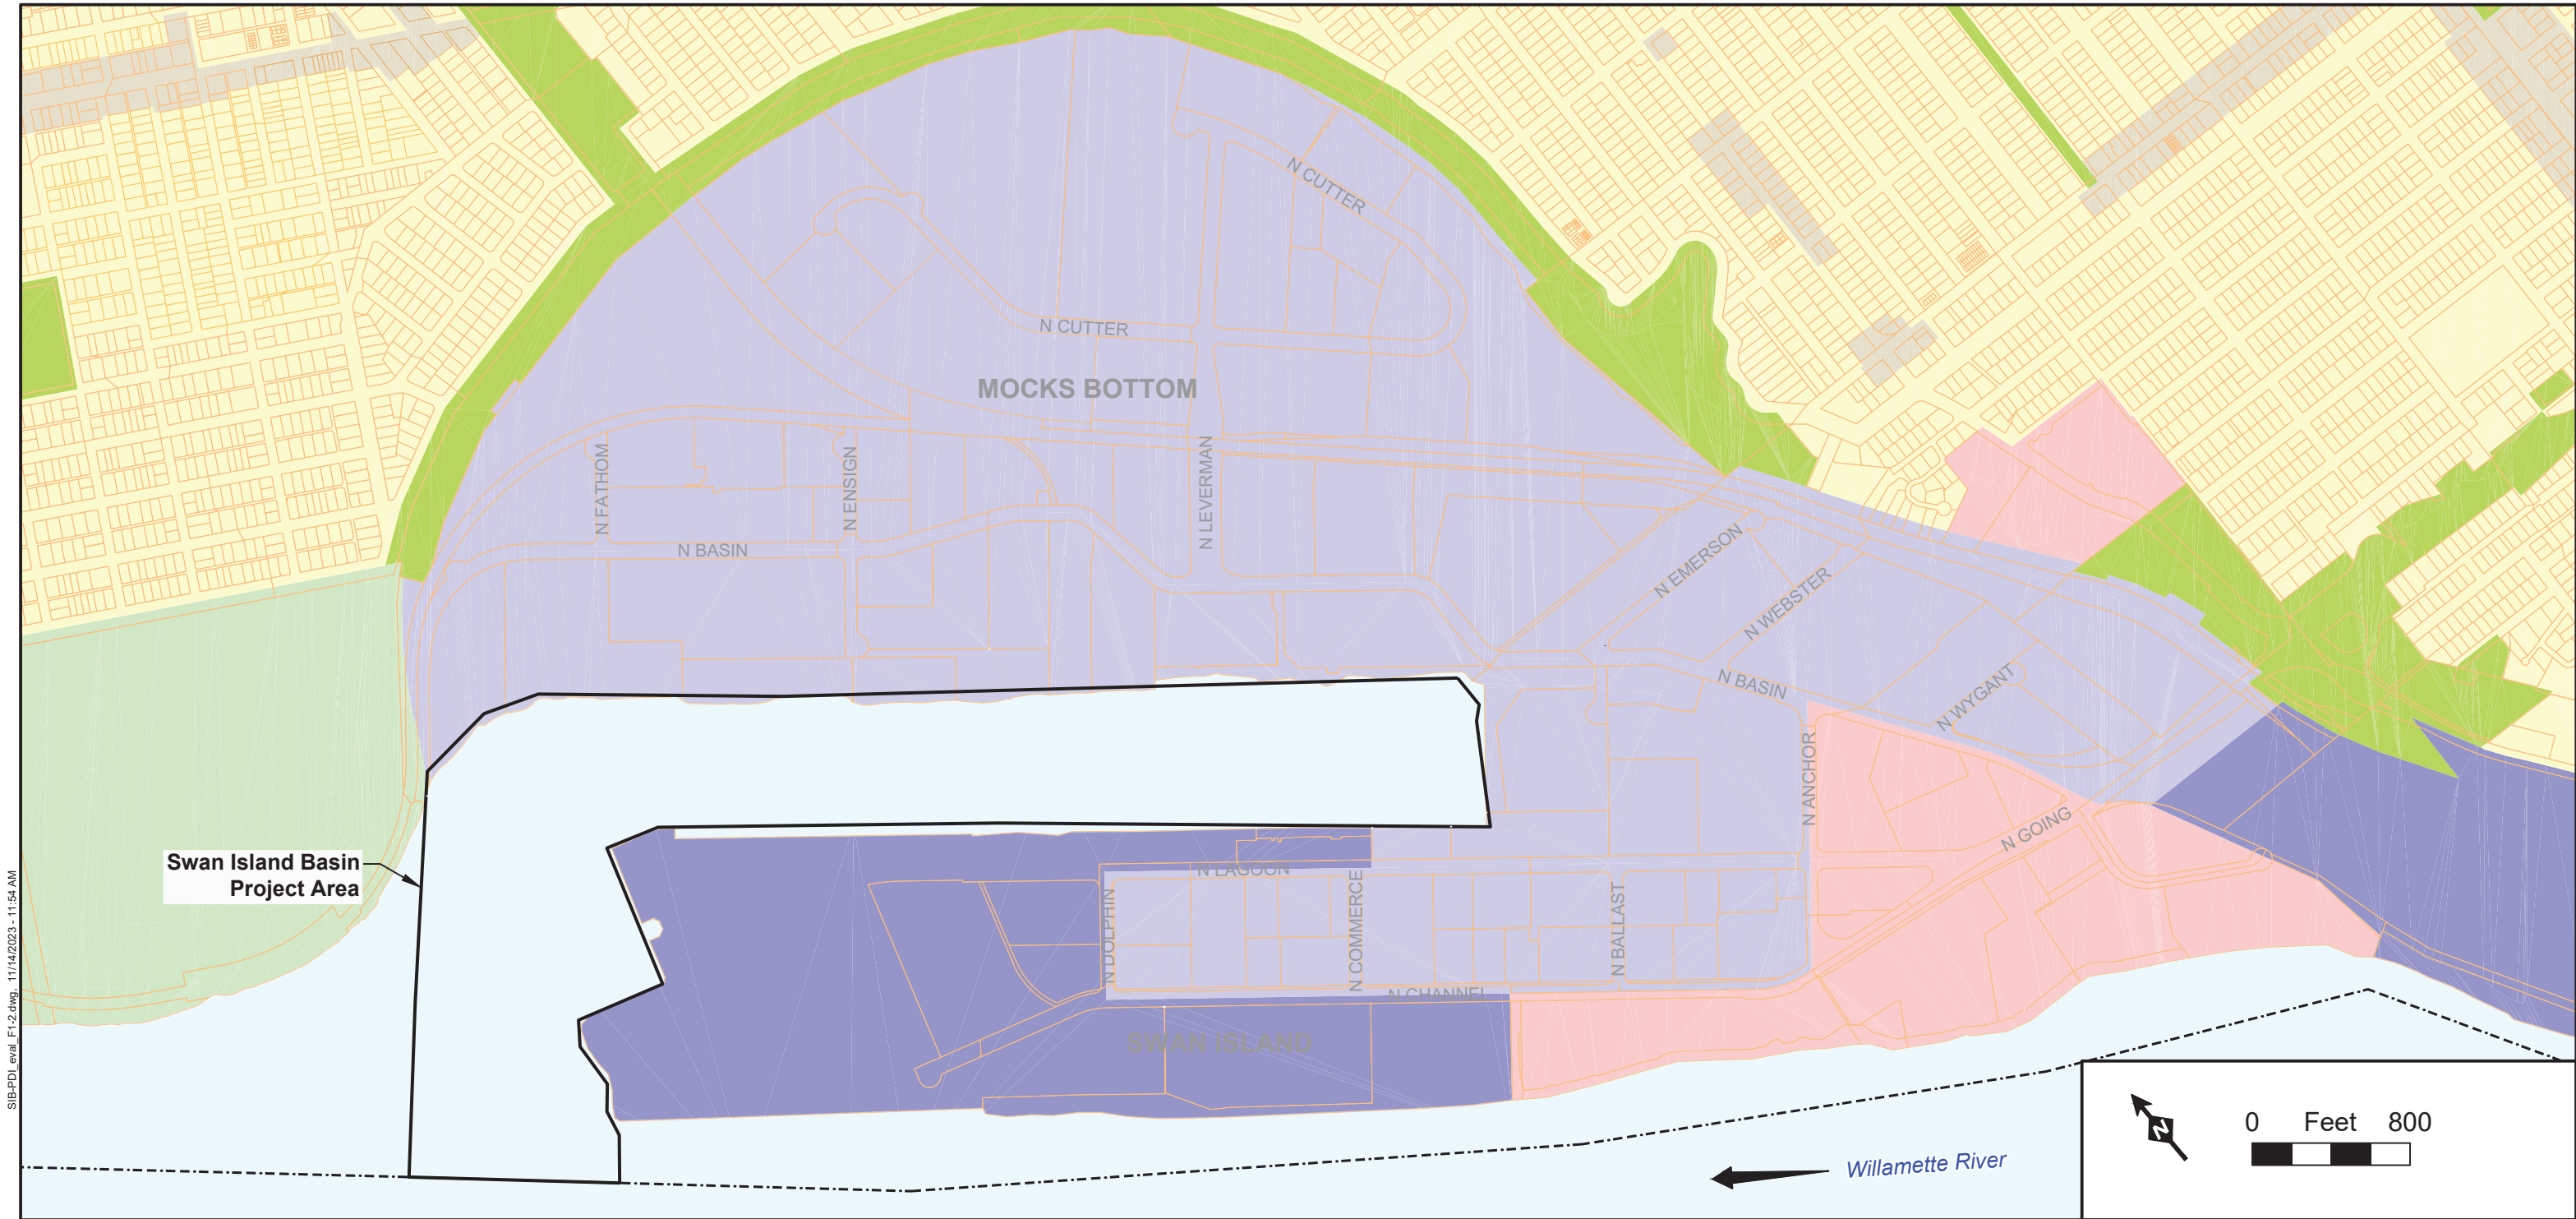 N CUTTER
N CUTTER
MOCKS BOTTOM
N FATHOM
N ENSIGN
N LEVERMAN
N BASIN
N EMERSON
N WEBSTER
N BASIN
N WYGANT
N ANCHOR
N GOING
Swan Island Basin
Project Area
N LAGOON
N DOLPHIN
N COMMERCE
N BALLAST
N CHANNEL
SWAN ISLAND
SIB-PDI_eval_F1-2.dwg, 11/14/2023 - 11:54 AM
N
0 Feet 800
Willamette River